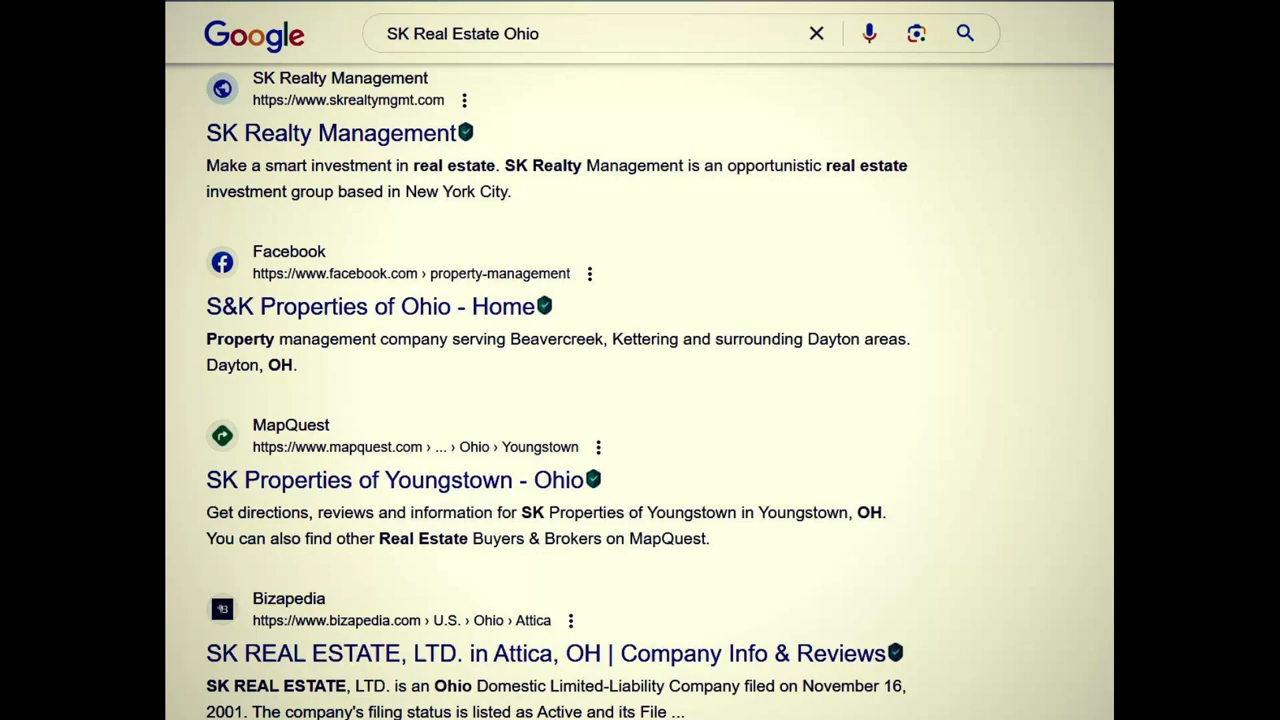 Google
SK Real Estate Ohio
SK Realty Management
https://www.skrealtymgmt.com
SK Realty Management
Make a smart investment in real estate. SK Realty Management is an opportunistic real estate
investment group based in New York City.
Facebook
https://www.facebook.com › property-management
S&K Properties of Ohio - Home
Property management company serving Beavercreek, Kettering and surrounding Dayton areas.
Dayton, OH.
MapQuest
https://www.mapquest.com › ... › Ohio › Youngstown
SK Properties of Youngstown - Ohio
Get directions, reviews and information for SK Properties of Youngstown in Youngstown, OH.
You can also find other Real Estate Buyers & Brokers on MapQuest.
Bizapedia
https://www.bizapedia.com › U.S. › Ohio › Attica
SK REAL ESTATE, LTD. in Attica, OH | Company Info & Reviews
SK REAL ESTATE, LTD. is an Ohio Domestic Limited-Liability Company filed on November 16,
2001. The company's filing status is listed as Active and its File ...